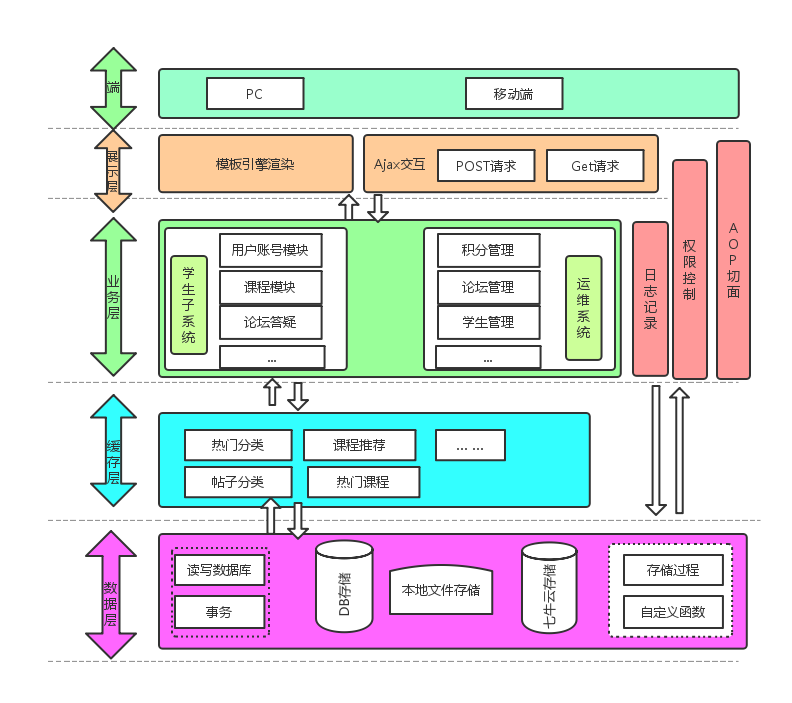 端
PC
移动端
展示层
模板引擎渲染
Ajax交互
POST请求
Get请求
业务层
学生子系统
用户账号模块
课程模块
论坛答疑
...
积分管理
论坛管理
学生管理
...
运维系统
日志记录
权限控制
AOP切面
缓存层
热门分类
课程推荐
... ...
帖子分类
热门课程
数据层
读写数据库
事务
DB存储
本地文件存储
七牛云存储
存储过程
自定义函数